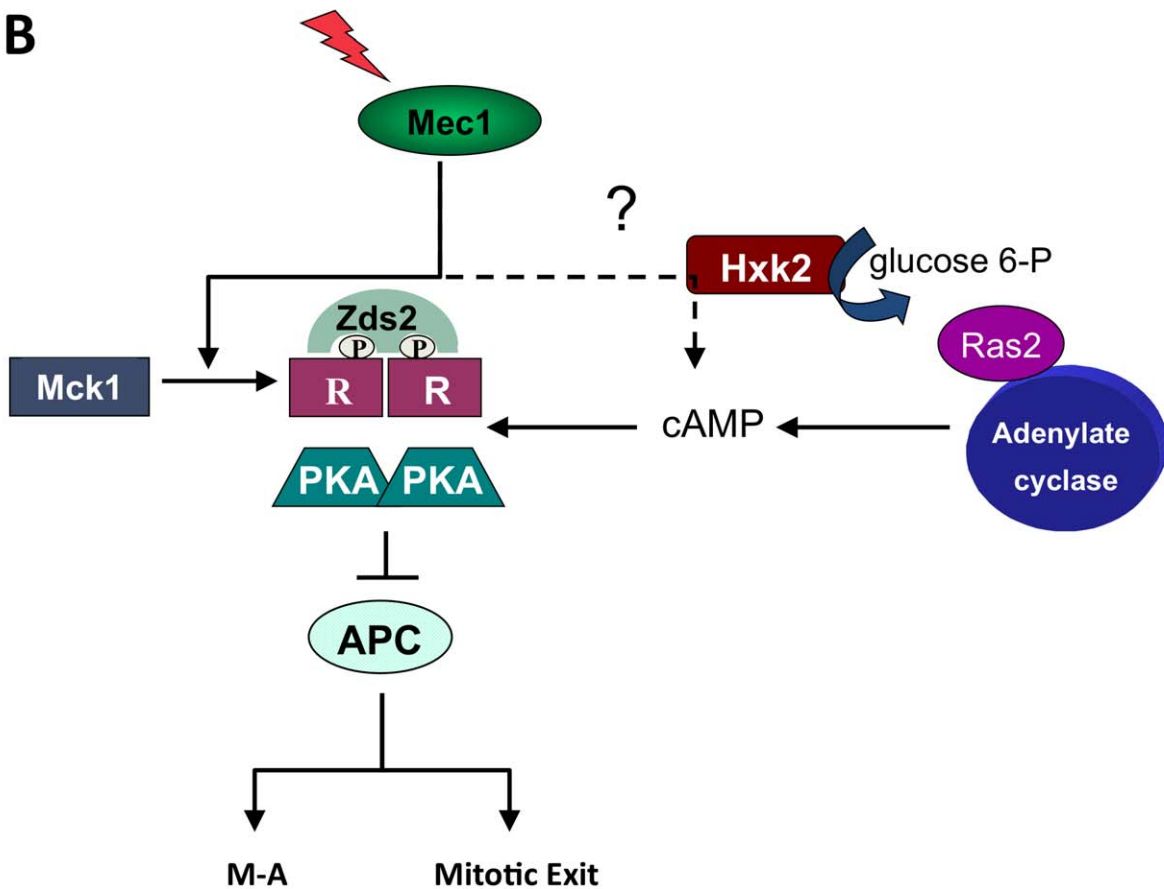 B
Mec1
?
Hxk2
glucose 6-P
Zds2
P P
Ras2
Mck1
R R
cAMP
Adenylate
cyclase
PKA PKA
APC
M-A
Mitotic Exit